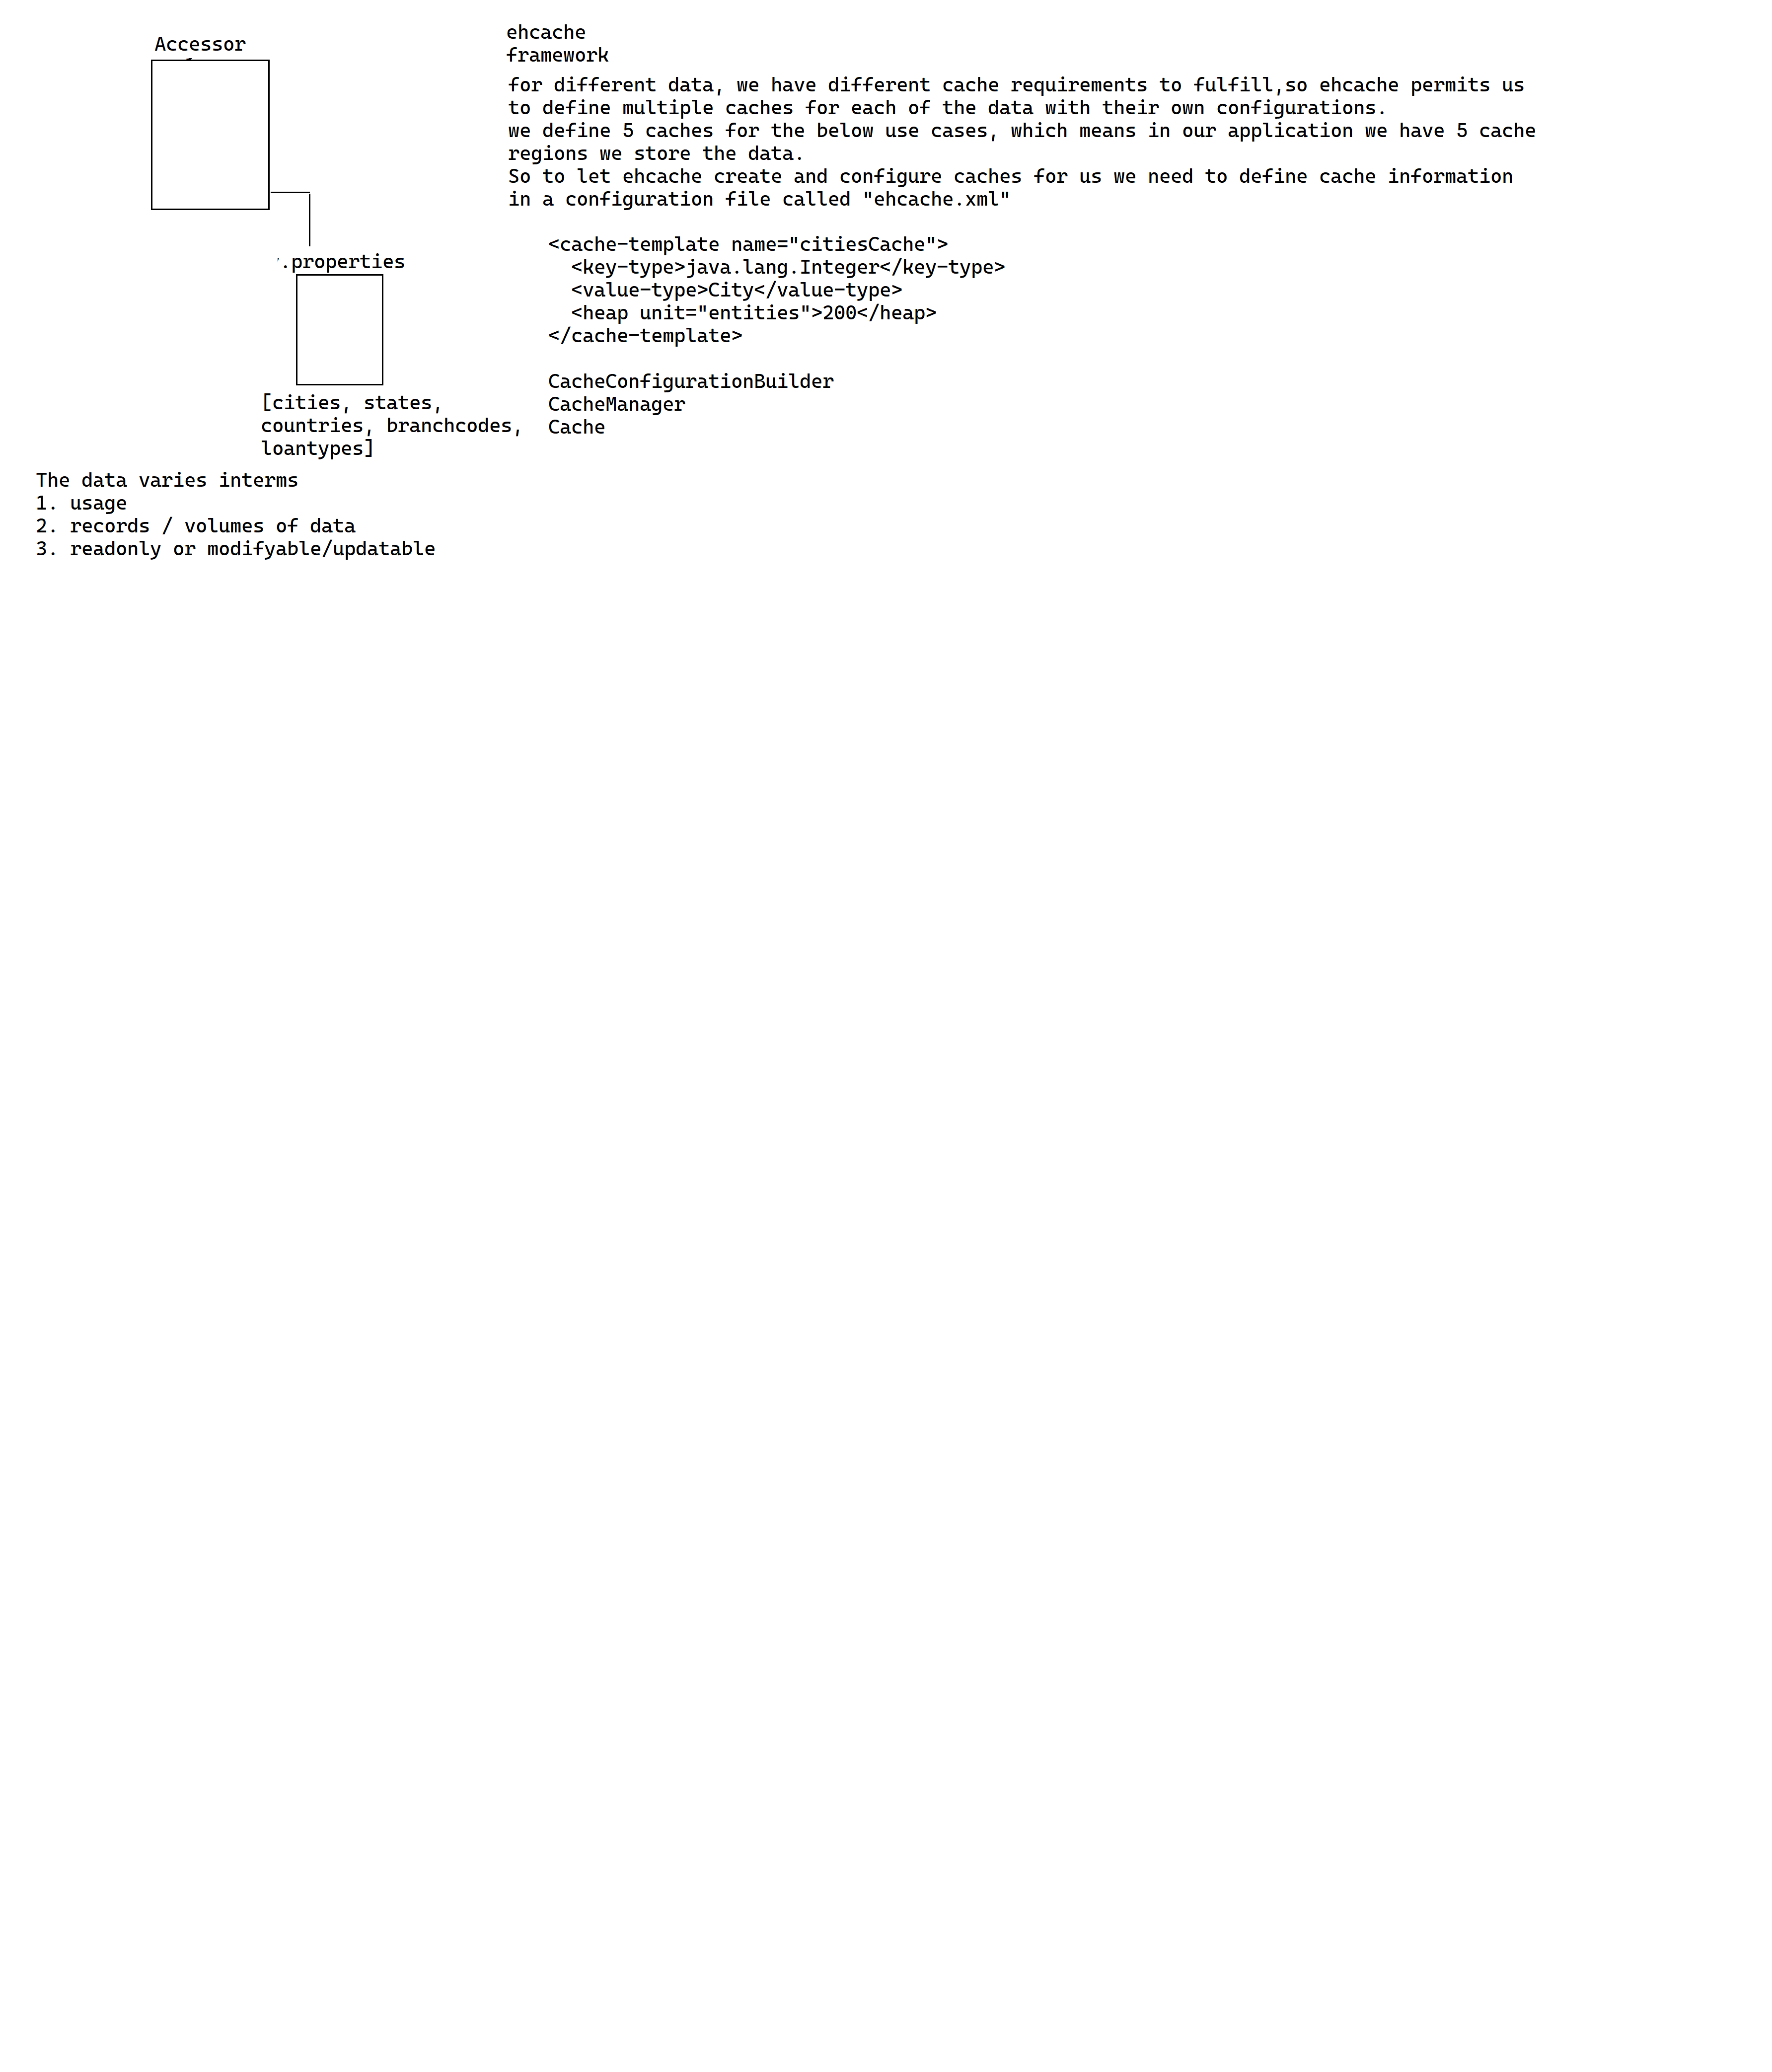 Accessor
.properties
[cities, states,
countries, branchcodes,
loantypes]
The data varies interms
1. usage
2. records / volumes of data
3. readonly or modifyable/updatable
ehcache
framework
for different data, we have different cache requirements to fulfill,so ehcache permits us
to define multiple caches for each of the data with their own configurations.
we define 5 caches for the below use cases, which means in our application we have 5 cache
regions we store the data.
So to let ehcache create and configure caches for us we need to define cache information
in a configuration file called "ehcache.xml"
<cache-template name="citiesCache">
<key-type>java.lang.Integer</key-type>
<value-type>City</value-type>
<heap unit="entities">200</heap>
</cache-template>
CacheConfigurationBuilder
CacheManager
Cache